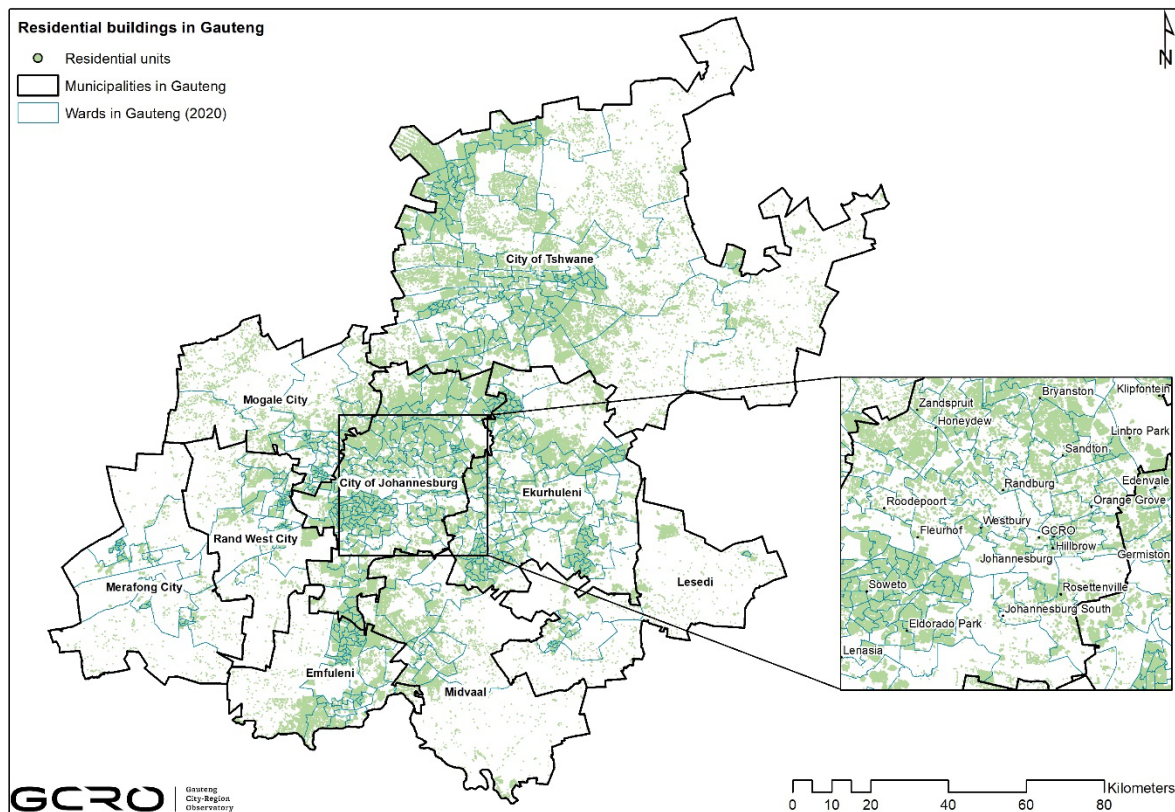 Residential buildings in Gauteng
Residential units
Municipalities in Gauteng
Wards in Gauteng (2020)
N
City of Tshwane
Mogale City
City of Johannesburg
Ekurhuleni
Rand West City
Merafong City
Lesedi
Emfuleni
Midvaal
Bryanston
Klipfontein
Zandspruit
Honeydew
Linbro Park
Sandton
Edenvale
Randburg
Roodepoort
Orange Grove
Westbury
GCRO
Fleurhof
Hillbrow
Johannesburg
Germiston
Soweto
Rosettenville
Johannesburg South
Eldorado Park
Lenasia
GCRO
Gauteng
City-Region
Observatory
Kilometers
0 5 10 20 40 60 80